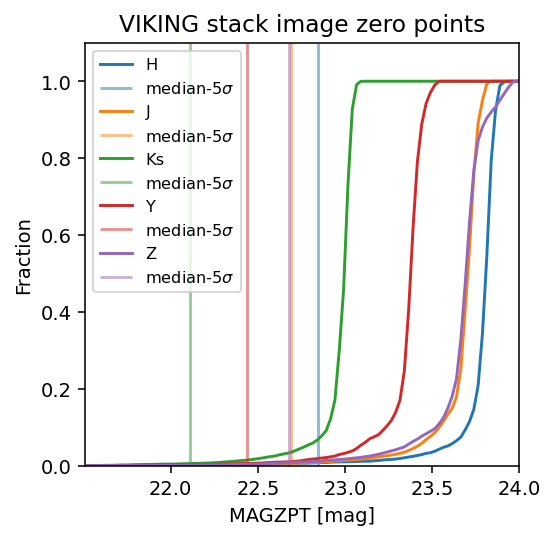 VIKING stack image zero points
H
median-5σ
J
median-5σ
Ks
median-5σ
Y
median-5σ
Z
median-5σ
Fraction
1.0
0.8
0.6
0.4
0.2
0.0
22.0 22.5 23.0 23.5 24.0
MAGZPT [mag]